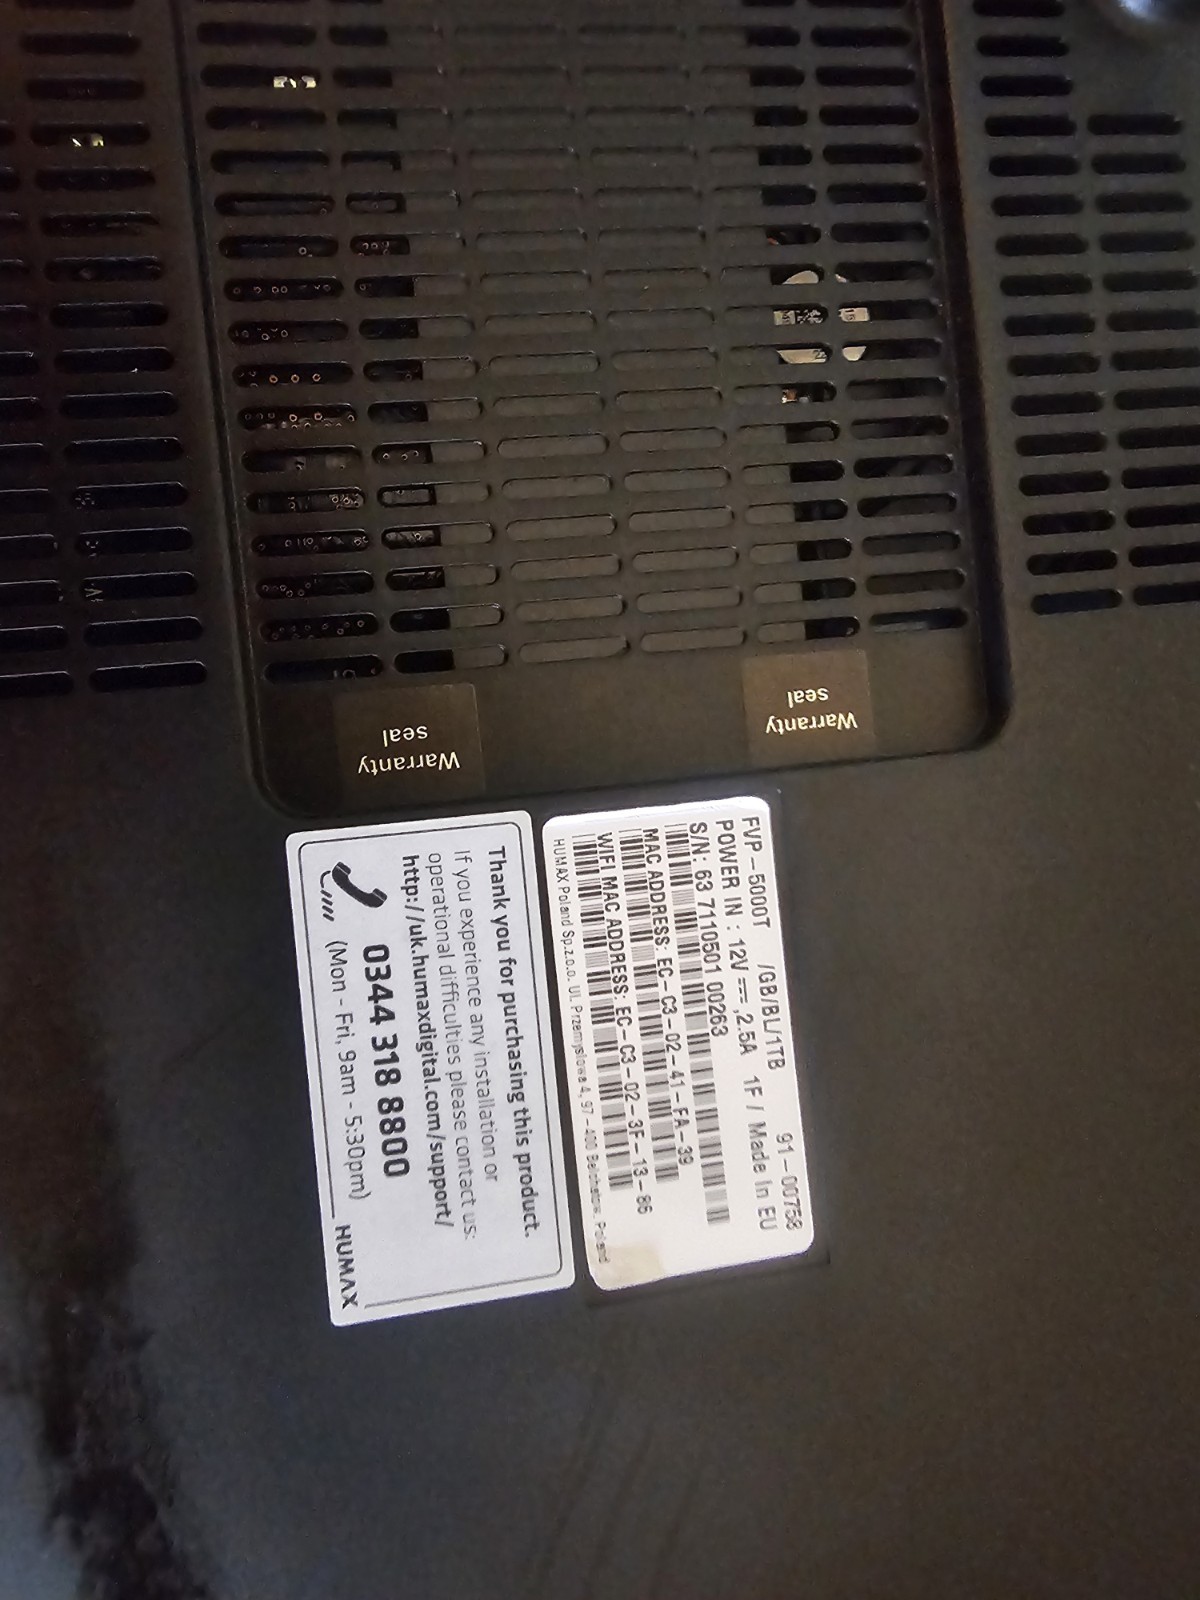 Warranty
seal
Warranty
seal
FVP-5000T /GB/BL/1TB 91-00758
POWER IN : 12V ⎓ ,2.5A 1F / Made in EU
S/N: 63 7110501 00263
MAC ADDRESS: EC-C3-02-41-FA-39
WIFI MAC ADDRESS: EC-C3-02-3F-13-86
HUMAX Poland Sp.z.o.o. Ul. Przemyslowa 4, 97-400 Belchatow, Poland
Thank you for purchasing this product.
If you experience any installation or
operational difficulties please contact us:
http://uk.humaxdigital.com/support/
0344 318 8800
(Mon - Fri, 9am - 5:30pm)
HUMAX